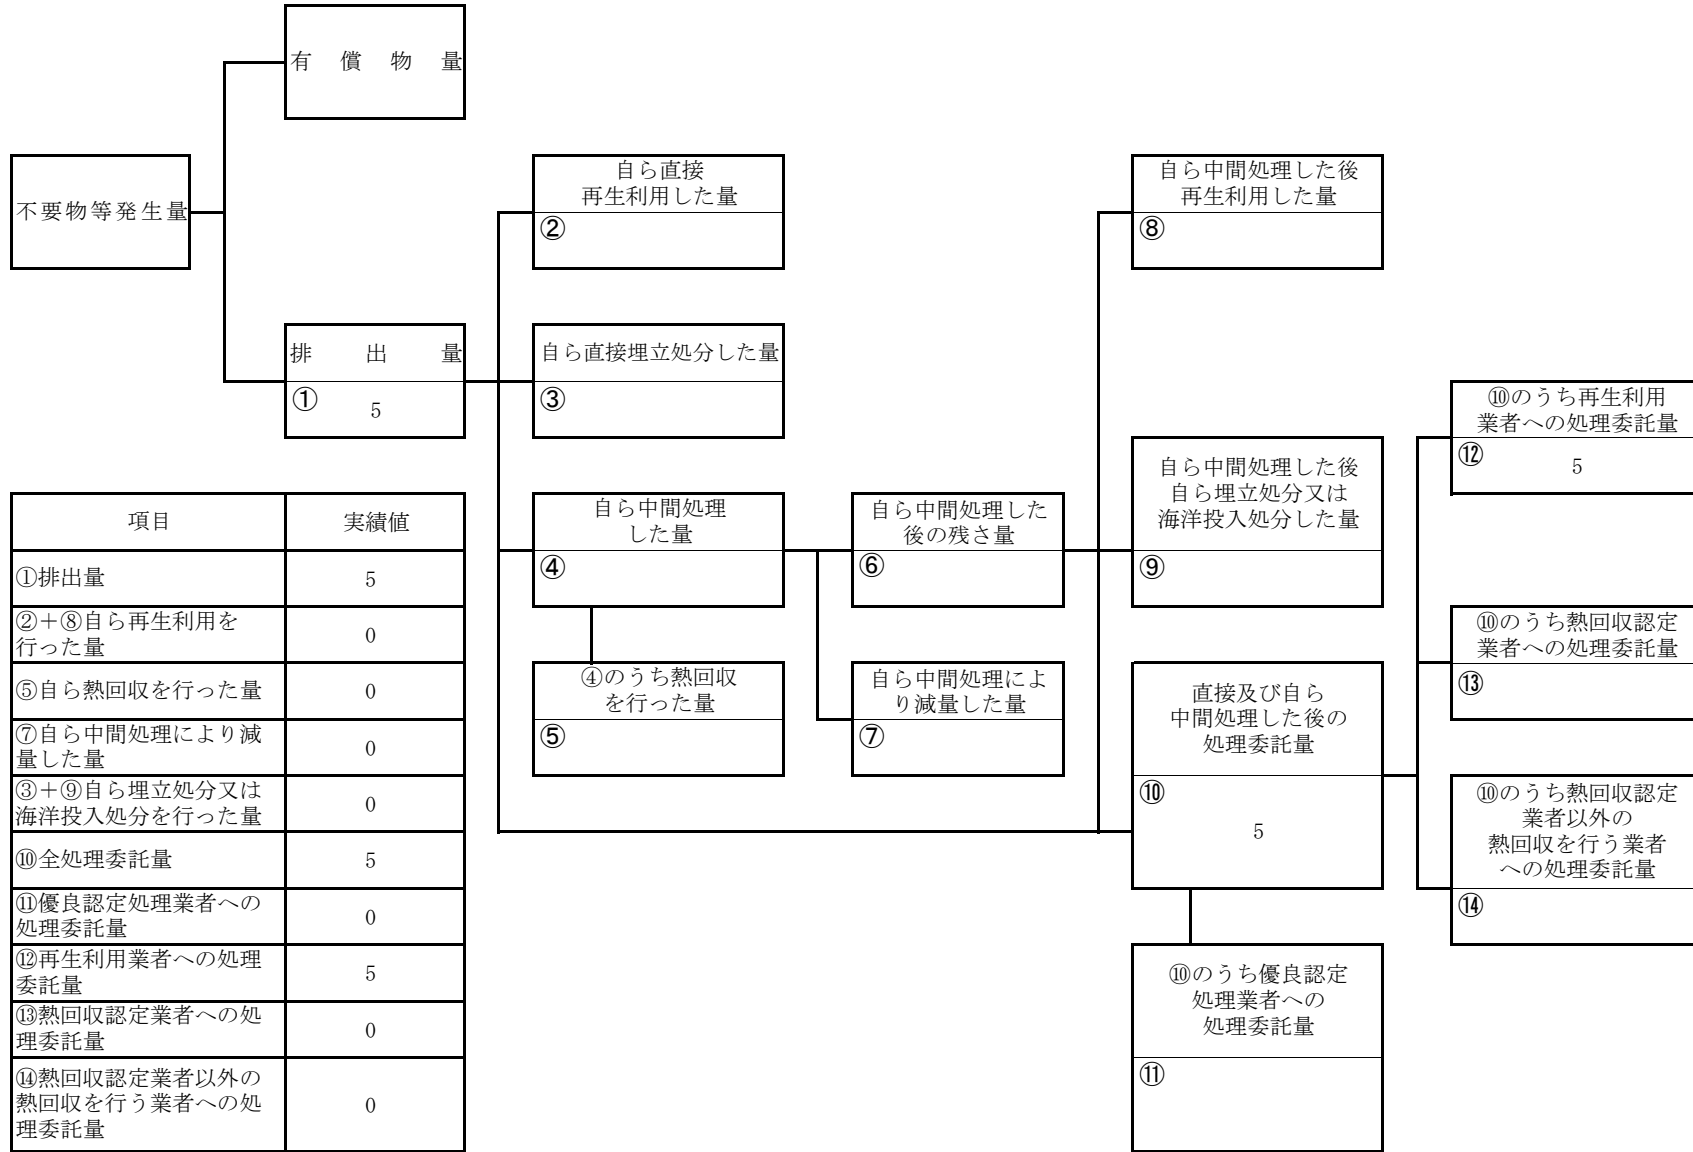 有償物量
不要物等発生量
排出量
①
5
自ら直接
再生利用した量
②
自ら直接埋立処分した量
③
自ら中間処理
した量
④
④のうち熱回収
を行った量
⑤
自ら中間処理した
後の残さ量
⑥
自ら中間処理によ
り減量した量
⑦
自ら中間処理した後
再生利用した量
⑧
自ら中間処理した後
自ら埋立処分又は
海洋投入処分した量
⑨
直接及び自ら
中間処理した後の
処理委託量
⑩
5
⑩のうち優良認定
処理業者への
処理委託量
⑪
⑩のうち再生利用
業者への処理委託量
⑫
5
⑩のうち熱回収認定
業者への処理委託量
⑬
⑩のうち熱回収認定
業者以外の
熱回収を行う業者
への処理委託量
⑭
項目 実績値
①排出量 5
②＋⑧自ら再生利用を
行った量 0
⑤自ら熱回収を行った量 0
⑦自ら中間処理により減
量した量 0
③＋⑨自ら埋立処分又は
海洋投入処分を行った量 0
⑩全処理委託量 5
⑪優良認定処理業者への
処理委託量 0
⑫再生利用業者への処理
委託量 5
⑬熱回収認定業者への処
理委託量 0
⑭熱回収認定業者以外の
熱回収を行う業者への処
理委託量 0